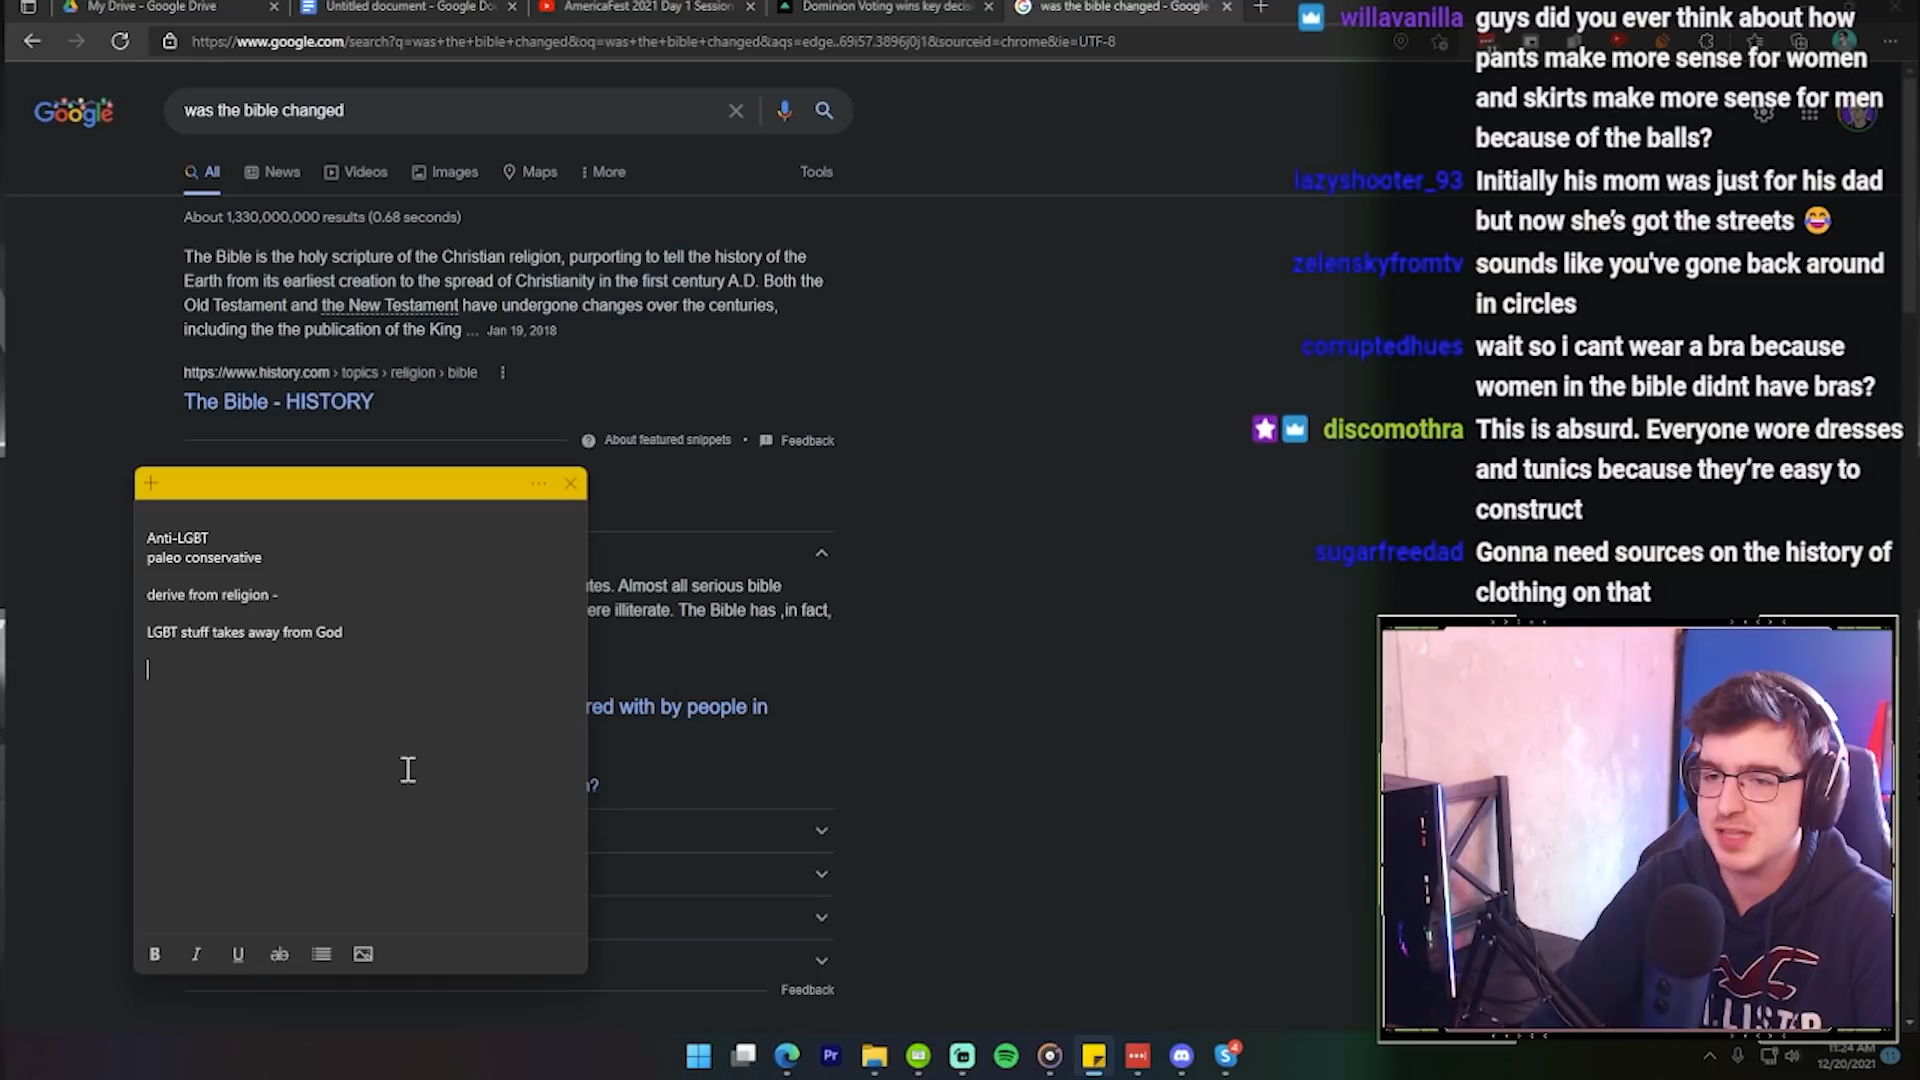 My Drive - Google Drive
Untitled document - Google Do
AmericaFest 2021 Day 1 Session
Dominion Voting wins key decis
was the bible changed - Google
https://www.google.com/search?q=was+the+bible+changed&oq=was+the+bible+changed&aqs=edge..69i57.3896j0j1&sourceid=chrome&ie=UTF-8
Google
was the bible changed
All
News
Videos
Images
Maps
More
Tools
About 1,330,000,000 results (0.68 seconds)
The Bible is the holy scripture of the Christian religion, purporting to tell the history of the
Earth from its earliest creation to the spread of Christianity in the first century A.D. Both the
Old Testament and the New Testament have undergone changes over the centuries,
including the the publication of the King ... Jan 19, 2018
https://www.history.com › topics › religion › bible
The Bible - HISTORY
About featured snippets • Feedback
Anti-LGBT
paleo conservative
derive from religion -
LGBT stuff takes away from God
B I U ab
tes. Almost all serious bible
ere illiterate. The Bible has ,in fact,
red with by people in
?
Feedback
willavanilla guys did you ever think about how
pants make more sense for women
and skirts make more sense for men
because of the balls?
lazyshooter_93 Initially his mom was just for his dad
but now she's got the streets 😂
zelenskyfromtv sounds like you've gone back around
in circles
corruptedhues wait so i cant wear a bra because
women in the bible didnt have bras?
discomothra This is absurd. Everyone wore dresses
and tunics because they're easy to
construct
sugarfreedad Gonna need sources on the history of
clothing on that
Pr
4
11:24 AM
12/20/2021